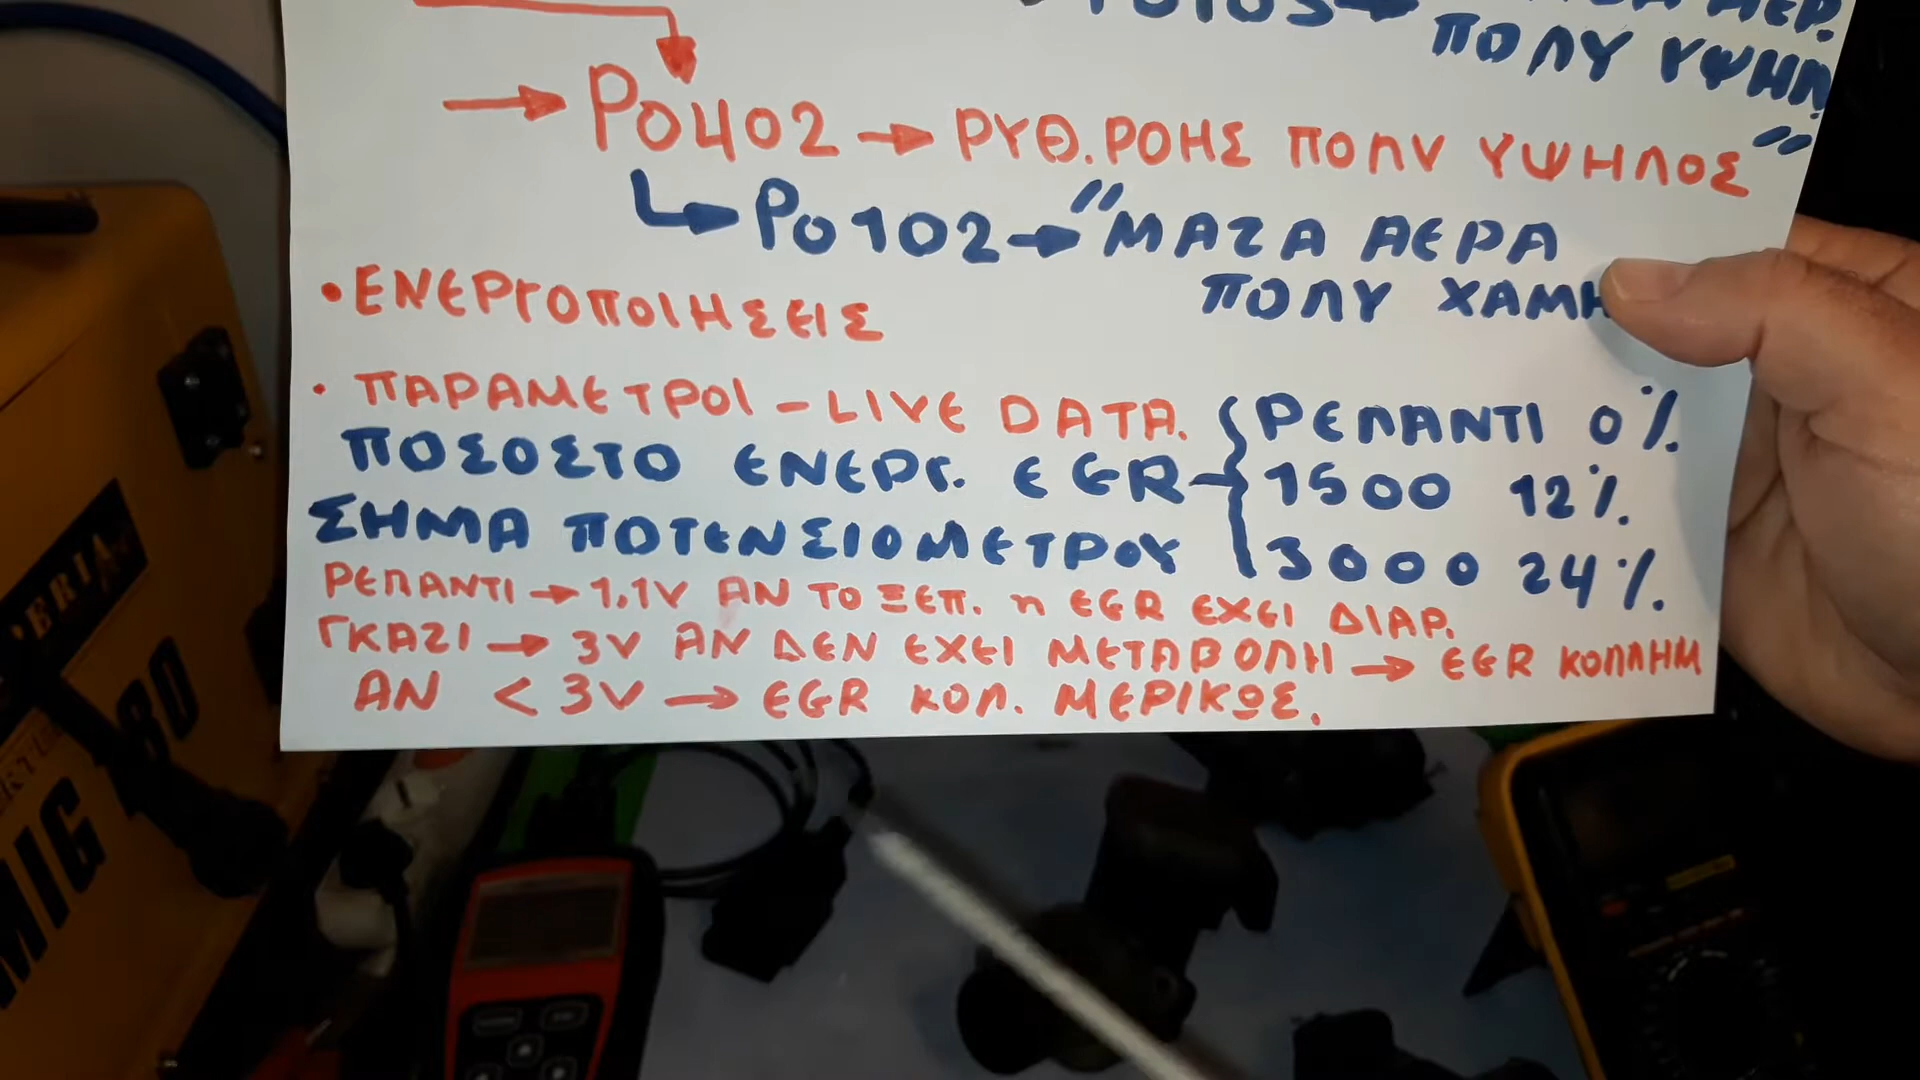 ΠΟΛΥ ΥΨΗΛ
→ P0402 → ΡΥΘ. ΡΟΗΣ ΠΟΛΥ ΥΨΗΛΟΣ"
P0102 → "ΜΑΖΑ ΑΕΡΑ
ΠΟΛΥ ΧΑΜΗ
• ΕΝΕΡΓΟΠΟΙΗΣΕΙΣ
• ΠΑΡΑΜΕΤΡΟΙ - LIVE DATA.
ΠΟΣΟΣΤΟ ΕΝΕΡΓ. EGR
ΡΕΛΑΝΤΙ 0%
1500 12%
3000 24%
ΣΗΜΑ ΠΟΤΕΝΣΙΟΜΕΤΡΟΥ
ΡΕΛΑΝΤΙ → 1.1V ΑΝ ΤΟ ΞΕΠ. η EGR ΕΧΕΙ ΔΙΑΡ.
ΓΚΑΖΙ → 3V ΑΝ ΔΕΝ ΕΧΕΙ ΜΕΤΑΒΟΛΗ → EGR ΚΟΛΛΗΜ
ΑΝ < 3V → EGR ΚΟΛ. ΜΕΡΙΚΩΣ.
MIG 180